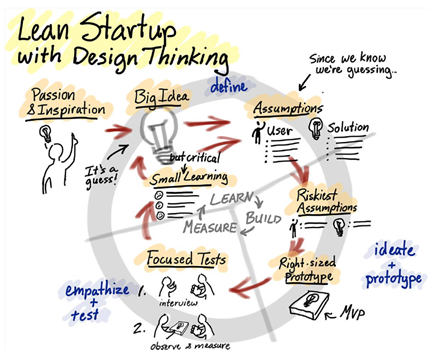 Lean Startup
with Design Thinking
Passion
& Inspiration
Big Idea
define
Since we know
we're guessing..
Assumptions
User
Solution
It's a
guess!
but critical
Small Learning
LEARN
BUILD
MEASURE
Riskiest
Assumptions
Focused Tests
1.
interview
2.
observe & measure
empathize
+
test
Right-sized
Prototype
MVP
ideate
+
prototype